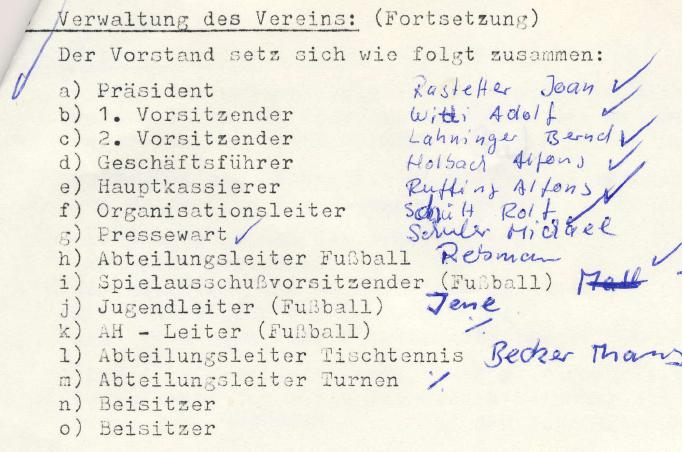 Verwaltung des Vereins: (Fortsetzung)
Der Vorstand setz sich wie folgt zusammen:
a) Präsident Rastetter Joan ✓
b) 1. Vorsitzender Witti Adolf ✓
c) 2. Vorsitzender Lahninger Bernd ✓
d) Geschäftsführer Holbach Alfons ✓
e) Hauptkassierer Ruffing Alfons ✓
f) Organisationsleiter Schütt Rolf ✓
g) Pressewart ✓ Schuler Michael
h) Abteilungsleiter Fußball Rebmann ✓
i) Spielausschußvorsitzender (Fußball)
j) Jugendleiter (Fußball) Jene
k) AH - Leiter (Fußball) ./.
l) Abteilungsleiter Tischtennis Becker
m) Abteilungsleiter Turnen ./.
n) Beisitzer
o) Beisitzer